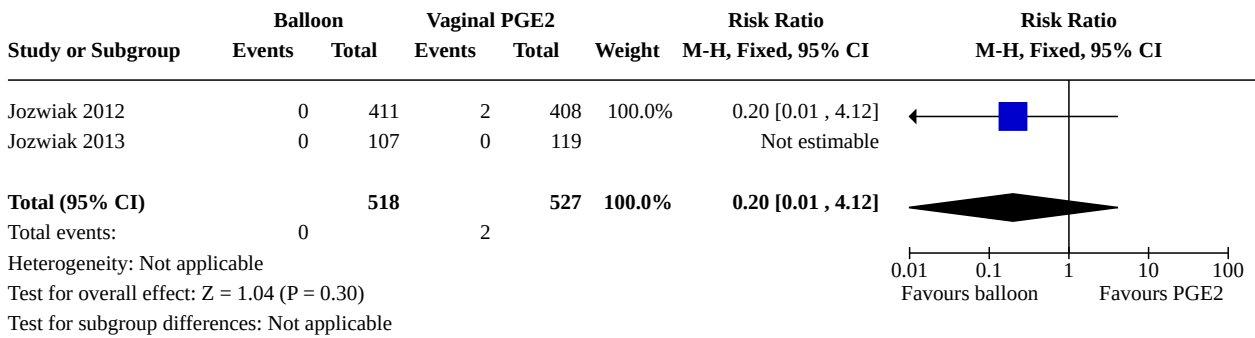 Balloon Vaginal PGE2 Risk Ratio Risk Ratio
Study or Subgroup Events Total Events Total Weight M-H, Fixed, 95% CI M-H, Fixed, 95% CI
Jozwiak 2012 0 411 2 408 100.0% 0.20 [0.01 , 4.12]
Jozwiak 2013 0 107 0 119 Not estimable
Total (95% CI) 518 527 100.0% 0.20 [0.01 , 4.12]
Total events: 0 2
Heterogeneity: Not applicable
0.01 0.1 1 10 100
Test for overall effect: Z = 1.04 (P = 0.30) Favours balloon Favours PGE2
Test for subgroup differences: Not applicable